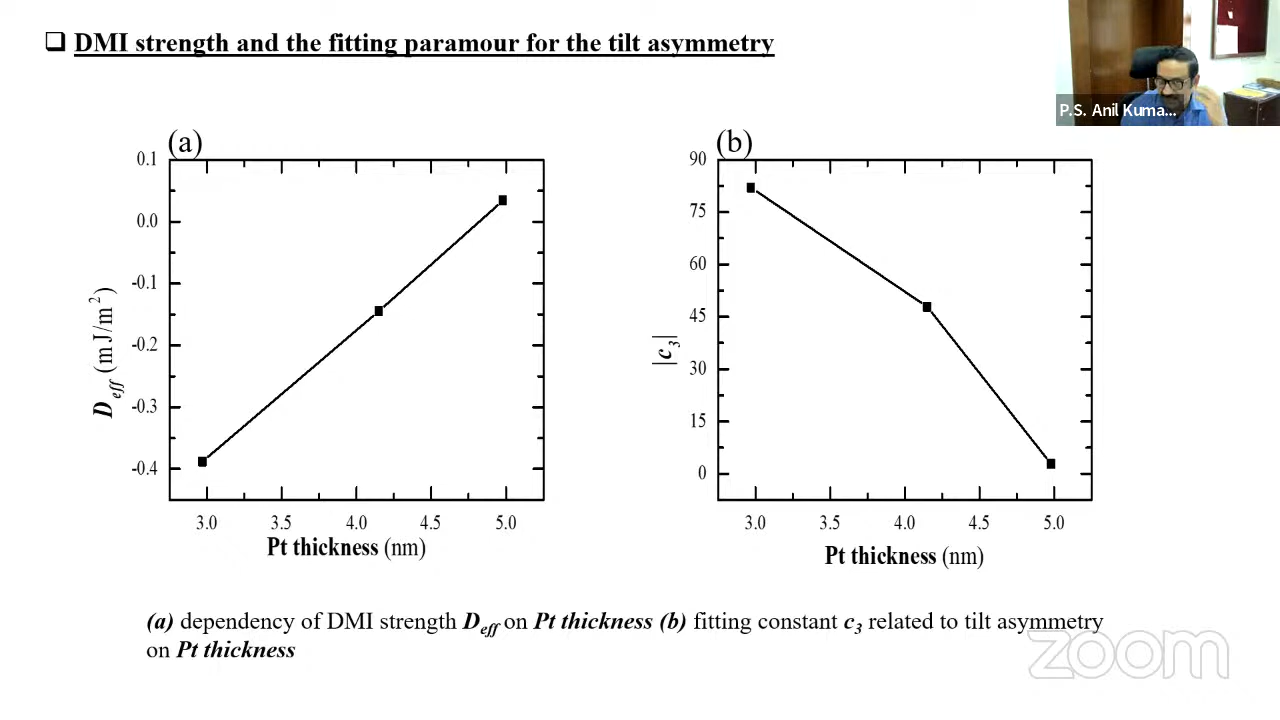 ❑ DMI strength and the fitting paramour for the tilt asymmetry
P.S. Anil Kuma...
(a)
0.1
0.0
-0.1
-0.2
-0.3
-0.4
D_eff (mJ/m²)
3.0 3.5 4.0 4.5 5.0
Pt thickness (nm)
(b)
90
75
60
45
30
15
0
|c₃|
3.0 3.5 4.0 4.5 5.0
Pt thickness (nm)
(a) dependency of DMI strength D_eff on Pt thickness (b) fitting constant c₃ related to tilt asymmetry
on Pt thickness
zoom